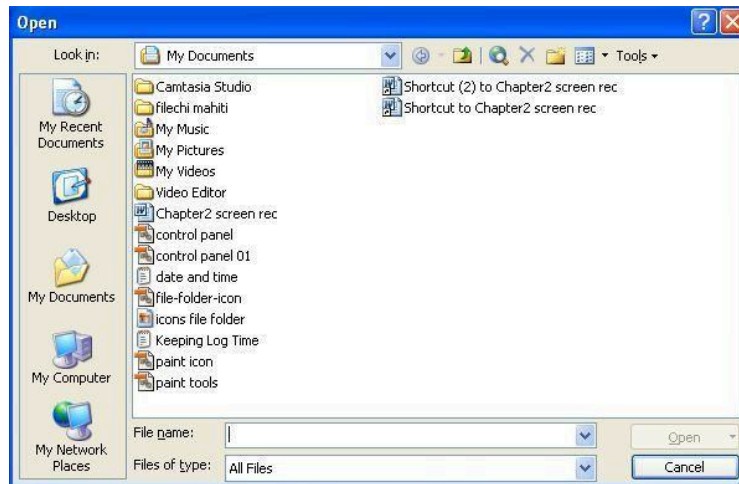 Open
Look in:
My Documents
Tools
My Recent
Documents
Desktop
My Documents
My Computer
My Network
Places
Camtasia Studio
filechi mahiti
My Music
My Pictures
My Videos
Video Editor
Chapter2 screen rec
control panel
control panel 01
date and time
file-folder-icon
icons file folder
Keeping Log Time
paint icon
paint tools
Shortcut (2) to Chapter2 screen rec
Shortcut to Chapter2 screen rec
File name:
Open
Files of type:
All Files
Cancel